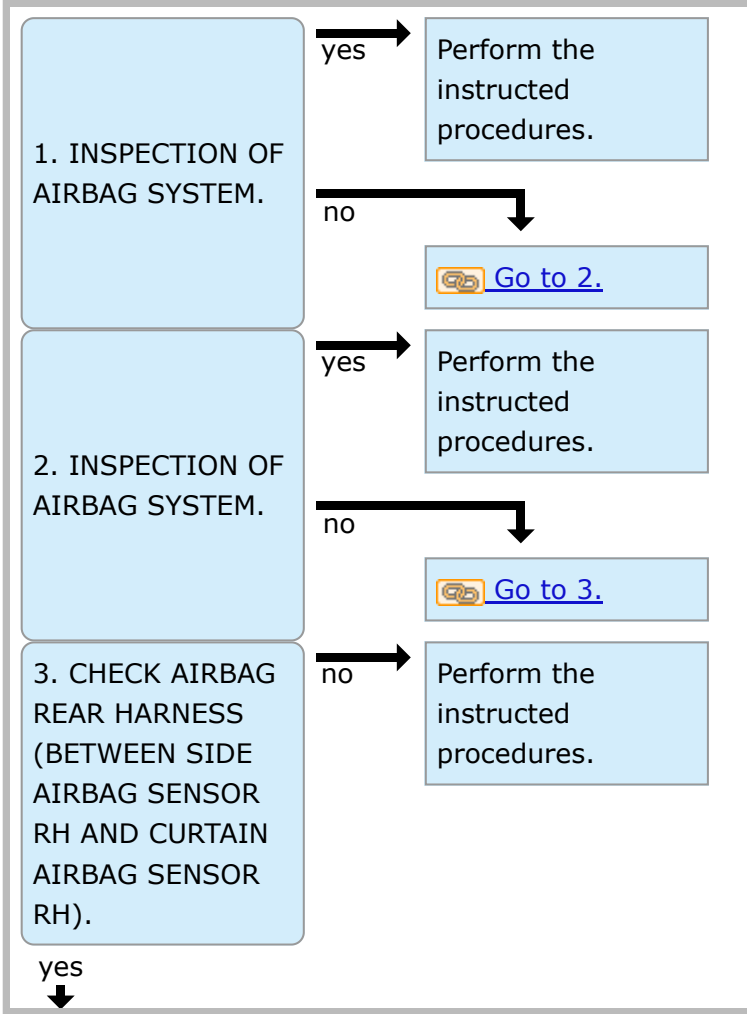 yes
Perform the
instructed
procedures.
1. INSPECTION OF
AIRBAG SYSTEM.
no
Go to 2.
yes
Perform the
instructed
procedures.
2. INSPECTION OF
AIRBAG SYSTEM.
no
Go to 3.
3. CHECK AIRBAG
REAR HARNESS
(BETWEEN SIDE
AIRBAG SENSOR
RH AND CURTAIN
AIRBAG SENSOR
RH).
no
Perform the
instructed
procedures.
yes